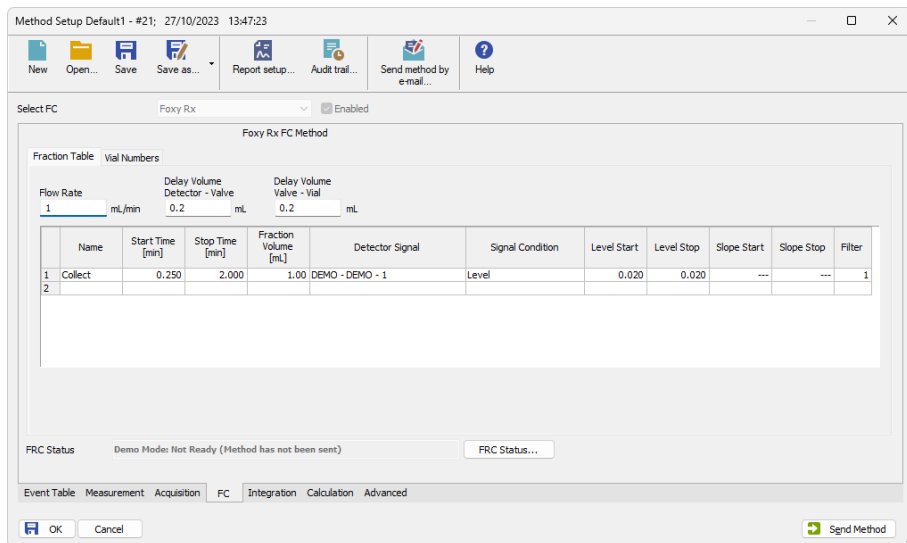 Method Setup Default1 - #21; 27/10/2023 13:47:23
New Open... Save Save as... Report setup... Audit trail... Send method by e-mail... Help
Select FC Foxy Rx Enabled
Foxy Rx FC Method
Fraction Table Vial Numbers
Flow Rate
1 mL/min
Delay Volume
Detector - Valve
0.2 mL
Delay Volume
Valve - Vial
0.2 mL
Name Start Time [min] Stop Time [min] Fraction Volume [mL] Detector Signal Signal Condition Level Start Level Stop Slope Start Slope Stop Filter
1 Collect 0.250 2.000 1.00 DEMO - DEMO - 1 Level 0.020 0.020 --- --- 1
2
FRC Status Demo Mode: Not Ready (Method has not been sent) FRC Status...
Event Table Measurement Acquisition FC Integration Calculation Advanced
OK Cancel Send Method